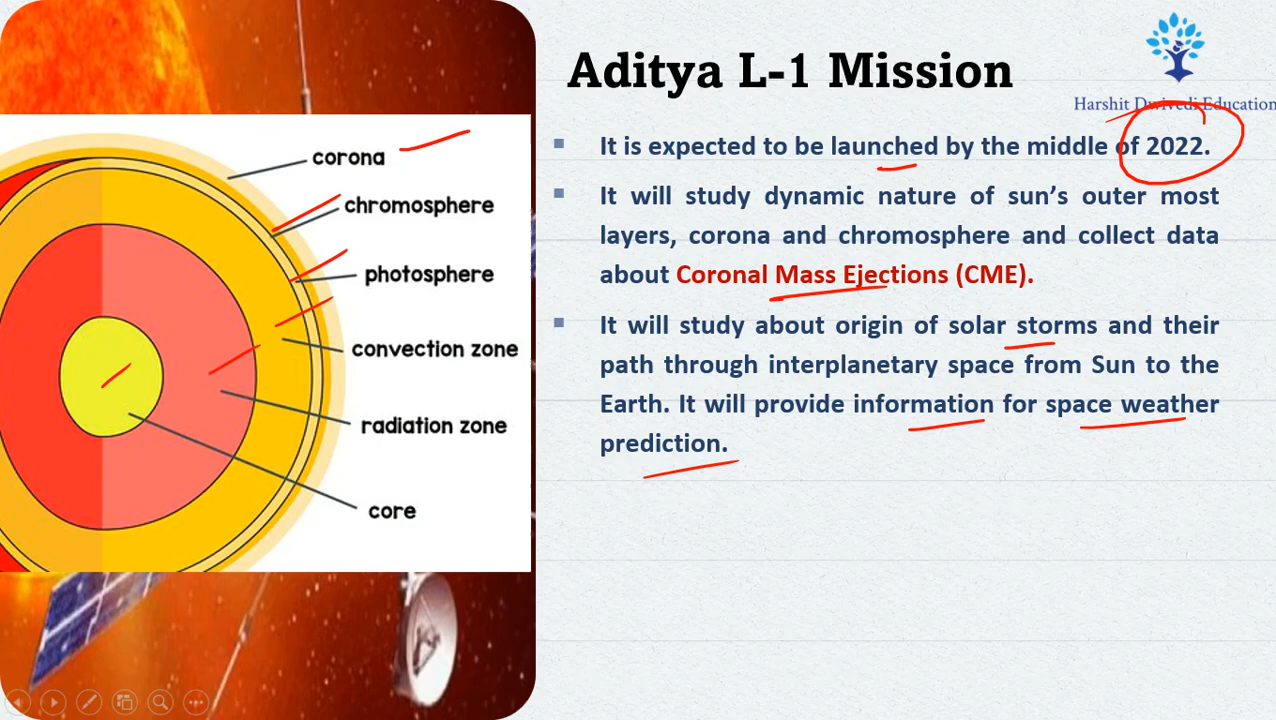 Aditya L-1 Mission
Harshit Dwivedi Education
▪ It is expected to be launched by the middle of 2022.
▪ It will study dynamic nature of sun’s outer most
layers, corona and chromosphere and collect data
about Coronal Mass Ejections (CME).
▪ It will study about origin of solar storms and their
path through interplanetary space from Sun to the
Earth. It will provide information for space weather
prediction.
corona
chromosphere
photosphere
convection zone
radiation zone
core